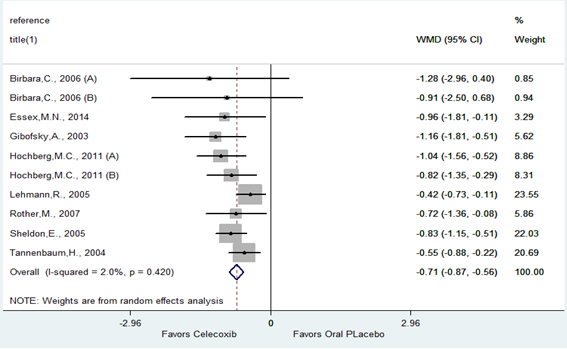 reference %
title(1) WMD (95% CI) Weight
Birbara,C., 2006 (A) -1.28 (-2.96, 0.40) 0.85
Birbara,C., 2006 (B) -0.91 (-2.50, 0.68) 0.94
Essex,M.N., 2014 -0.96 (-1.81, -0.11) 3.29
Gibofsky,A., 2003 -1.16 (-1.81, -0.51) 5.62
Hochberg,M.C., 2011 (A) -1.04 (-1.56, -0.52) 8.86
Hochberg,M.C., 2011 (B) -0.82 (-1.35, -0.29) 8.31
Lehmann,R., 2005 -0.42 (-0.73, -0.11) 23.55
Rother,M., 2007 -0.72 (-1.36, -0.08) 5.86
Sheldon,E., 2005 -0.83 (-1.15, -0.51) 22.03
Tannenbaum,H., 2004 -0.55 (-0.88, -0.22) 20.69
Overall (I-squared = 2.0%, p = 0.420) -0.71 (-0.87, -0.56) 100.00
NOTE: Weights are from random effects analysis
-2.96 0 2.96
Favors Celecoxib Favors Oral PLacebo